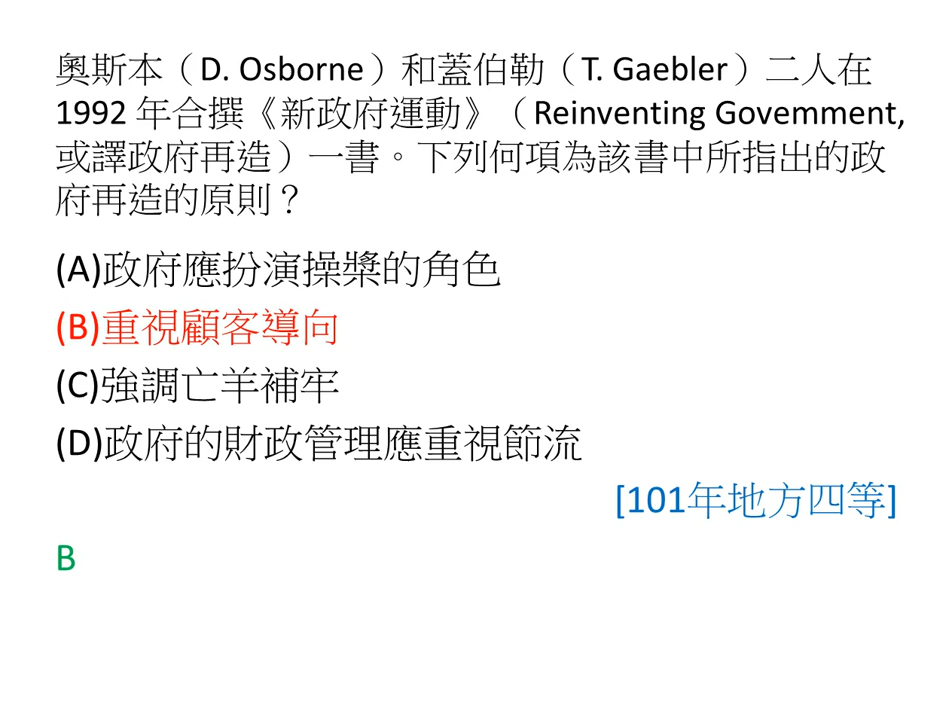 奧斯本（D. Osborne）和蓋伯勒（T. Gaebler）二人在
1992 年合撰《新政府運動》（Reinventing Govemment,
或譯政府再造）一書。下列何項為該書中所指出的政
府再造的原則？
(A)政府應扮演操槳的角色
(B)重視顧客導向
(C)強調亡羊補牢
(D)政府的財政管理應重視節流
[101年地方四等]
B